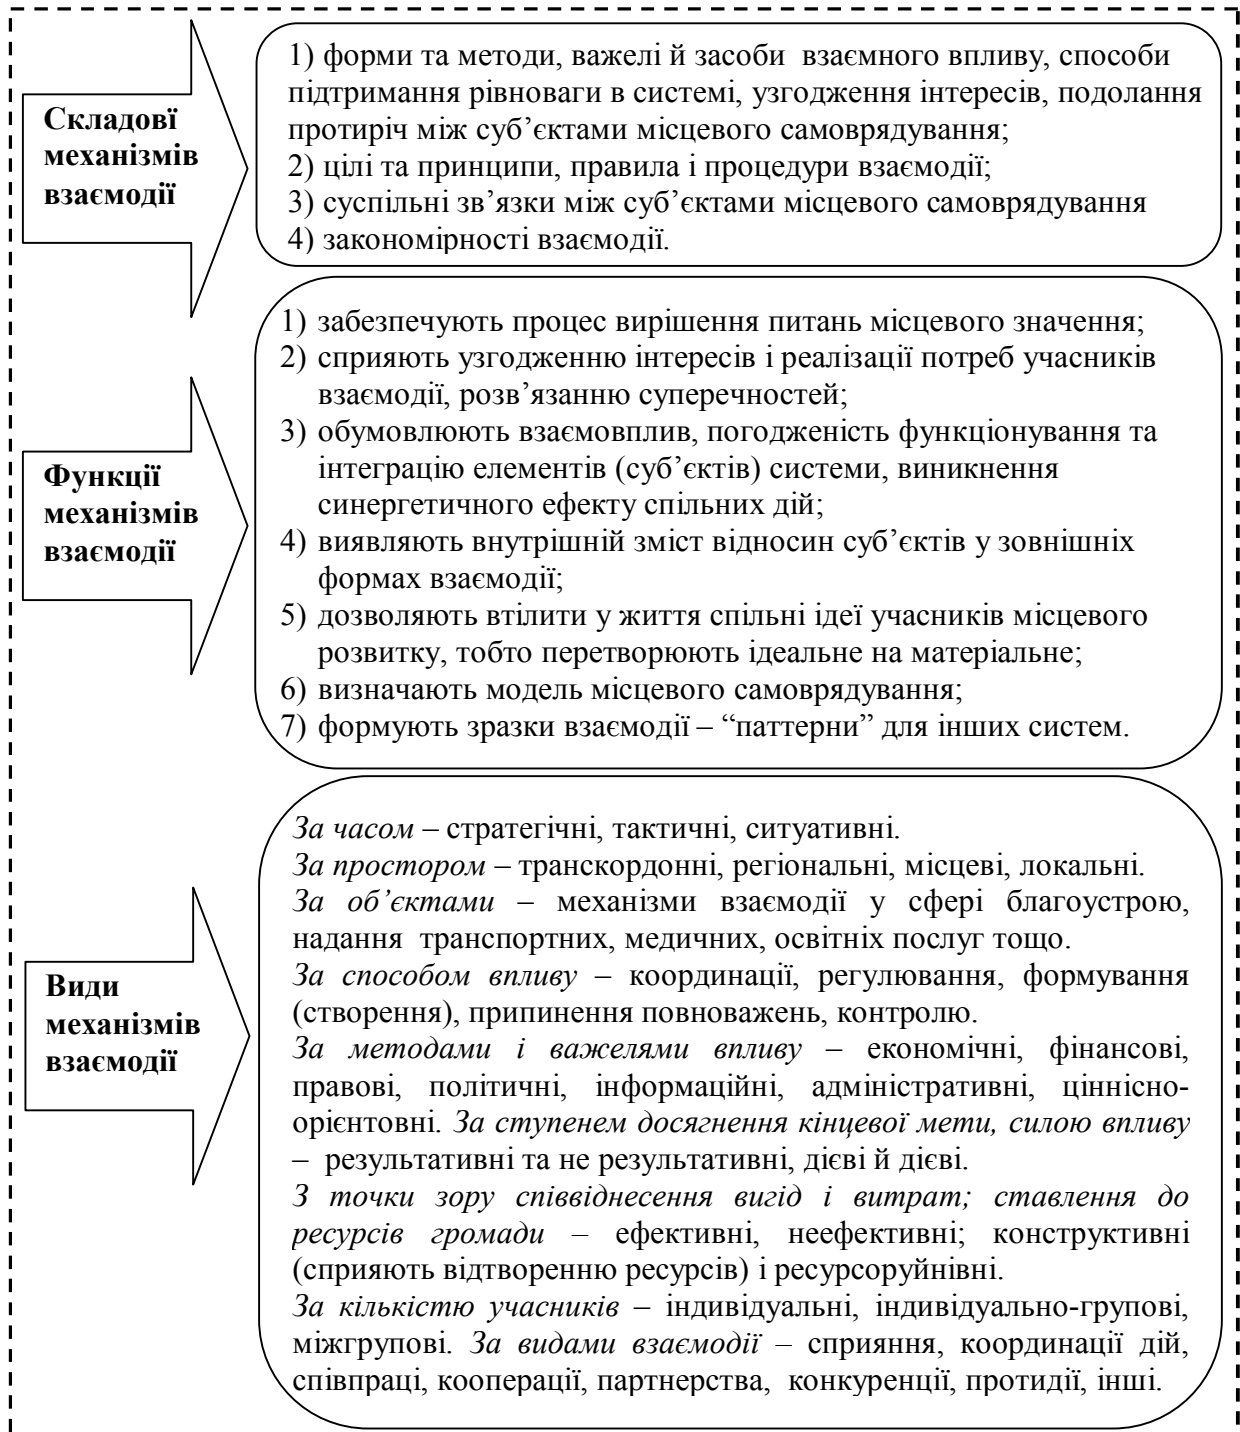 Складовї
механізмів
взаємодії
1) форми та методи, важелі й засоби взаємного впливу, способи
підтримання рівноваги в системі, узгодження інтересів, подолання
протиріч між суб’єктами місцевого самоврядування;
2) цілі та принципи, правила і процедури взаємодії;
3) суспільні зв’язки між суб’єктами місцевого самоврядування
4) закономірності взаємодії.
Функції
механізмів
взаємодії
1) забезпечують процес вирішення питань місцевого значення;
2) сприяють узгодженню інтересів і реалізації потреб учасників
взаємодії, розв’язанню суперечностей;
3) обумовлюють взаємовплив, погодженість функціонування та
інтеграцію елементів (суб’єктів) системи, виникнення
синергетичного ефекту спільних дій;
4) виявляють внутрішній зміст відносин суб’єктів у зовнішніх
формах взаємодії;
5) дозволяють втілити у життя спільні ідеї учасників місцевого
розвитку, тобто перетворюють ідеальне на матеріальне;
6) визначають модель місцевого самоврядування;
7) формують зразки взаємодії – “паттерни” для інших систем.
Види
механізмів
взаємодії
За часом – стратегічні, тактичні, ситуативні.
За простором – транскордонні, регіональні, місцеві, локальні.
За об’єктами – механізми взаємодії у сфері благоустрою,
надання транспортних, медичних, освітніх послуг тощо.
За способом впливу – координації, регулювання, формування
(створення), припинення повноважень, контролю.
За методами і важелями впливу – економічні, фінансові,
правові, політичні, інформаційні, адміністративні, ціннісно-
орієнтовні. За ступенем досягнення кінцевої мети, силою впливу
– результативні та не результативні, дієві й дієві.
З точки зору співвіднесення вигід і витрат; ставлення до
ресурсів громади – ефективні, неефективні; конструктивні
(сприяють відтворенню ресурсів) і ресурсоруйнівні.
За кількістю учасників – індивідуальні, індивідуально-групові,
міжгрупові. За видами взаємодії – сприяння, координації дій,
співпраці, кооперації, партнерства, конкуренції, протидії, інші.